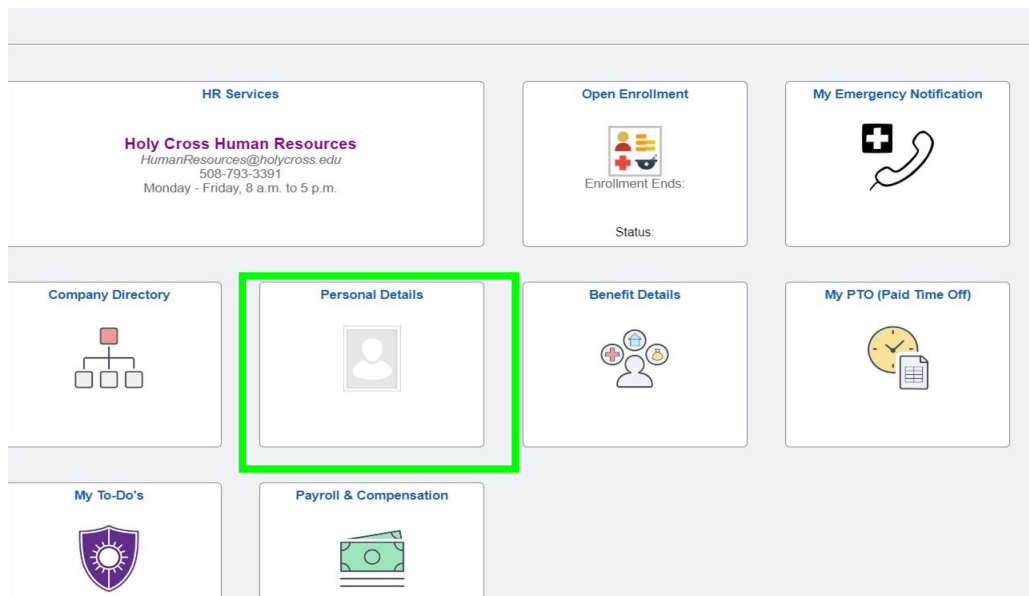 HR Services
Holy Cross Human Resources
HumanResources@holycross.edu
508-793-3391
Monday - Friday, 8 a.m. to 5 p.m.
Open Enrollment
Enrollment Ends:
Status:
My Emergency Notification
Company Directory
Personal Details
Benefit Details
My PTO (Paid Time Off)
My To-Do's
Payroll & Compensation